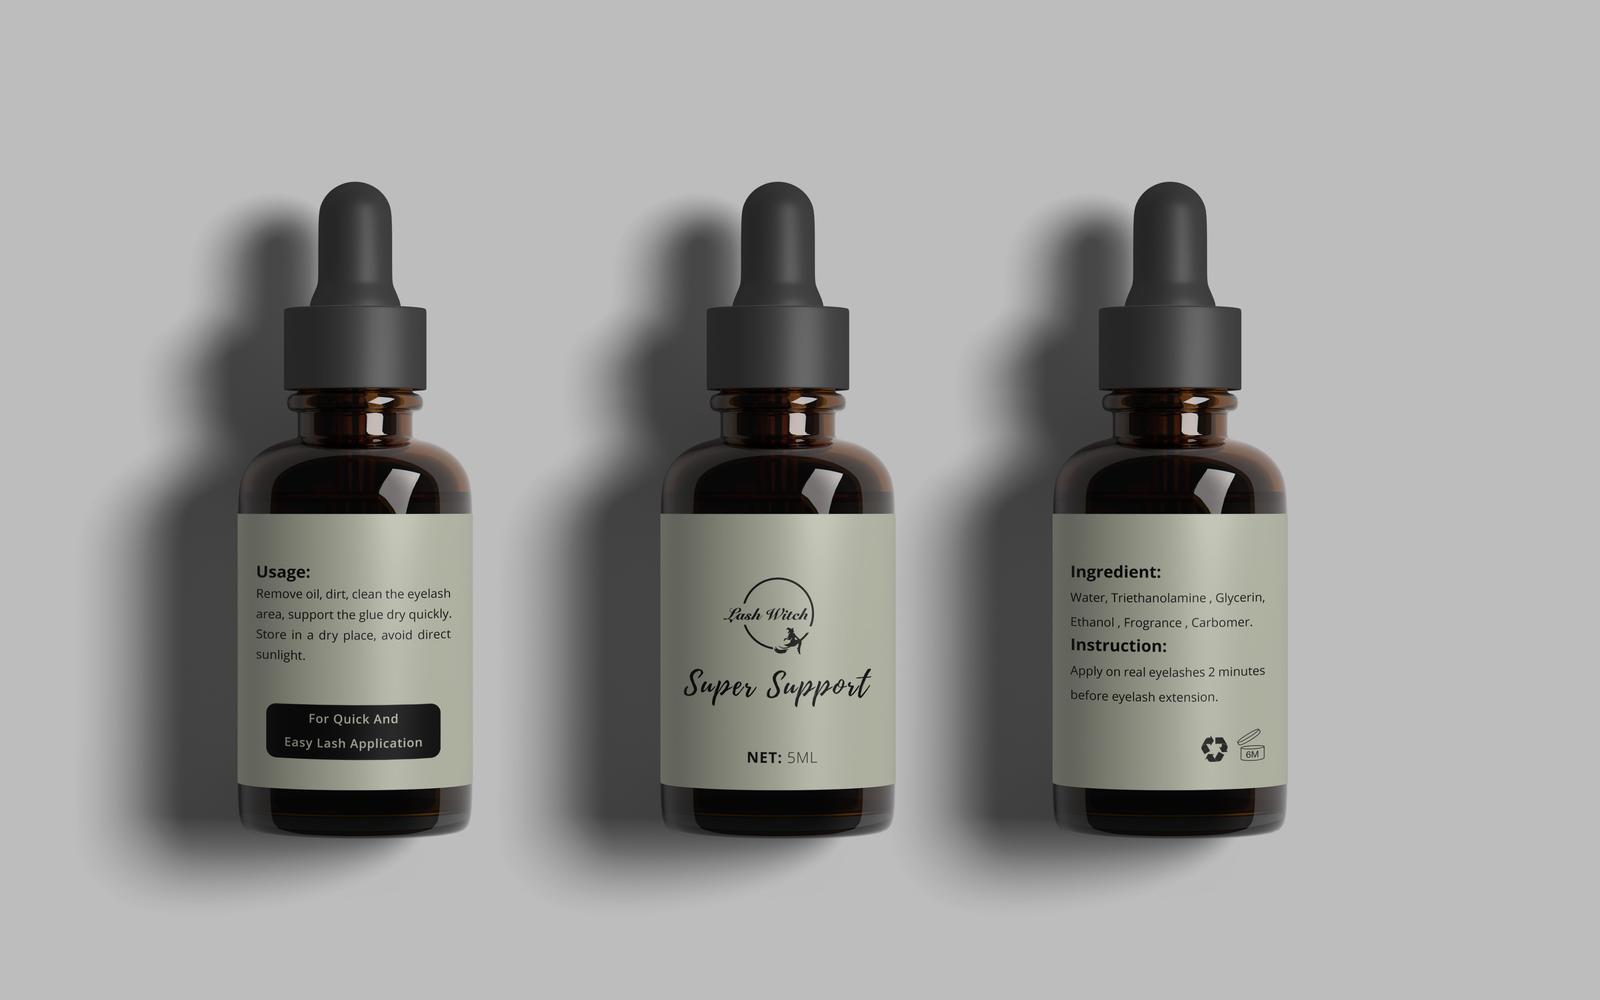 Usage:
Remove oil, dirt, clean the eyelash
area, support the glue dry quickly.
Store in a dry place, avoid direct
sunlight.
For Quick And
Easy Lash Application
Lash Witch
Super Support
NET: 5ML
Ingredient:
Water, Triethanolamine , Glycerin,
Ethanol , Frogrance , Carbomer.
Instruction:
Apply on real eyelashes 2 minutes
before eyelash extension.
6M